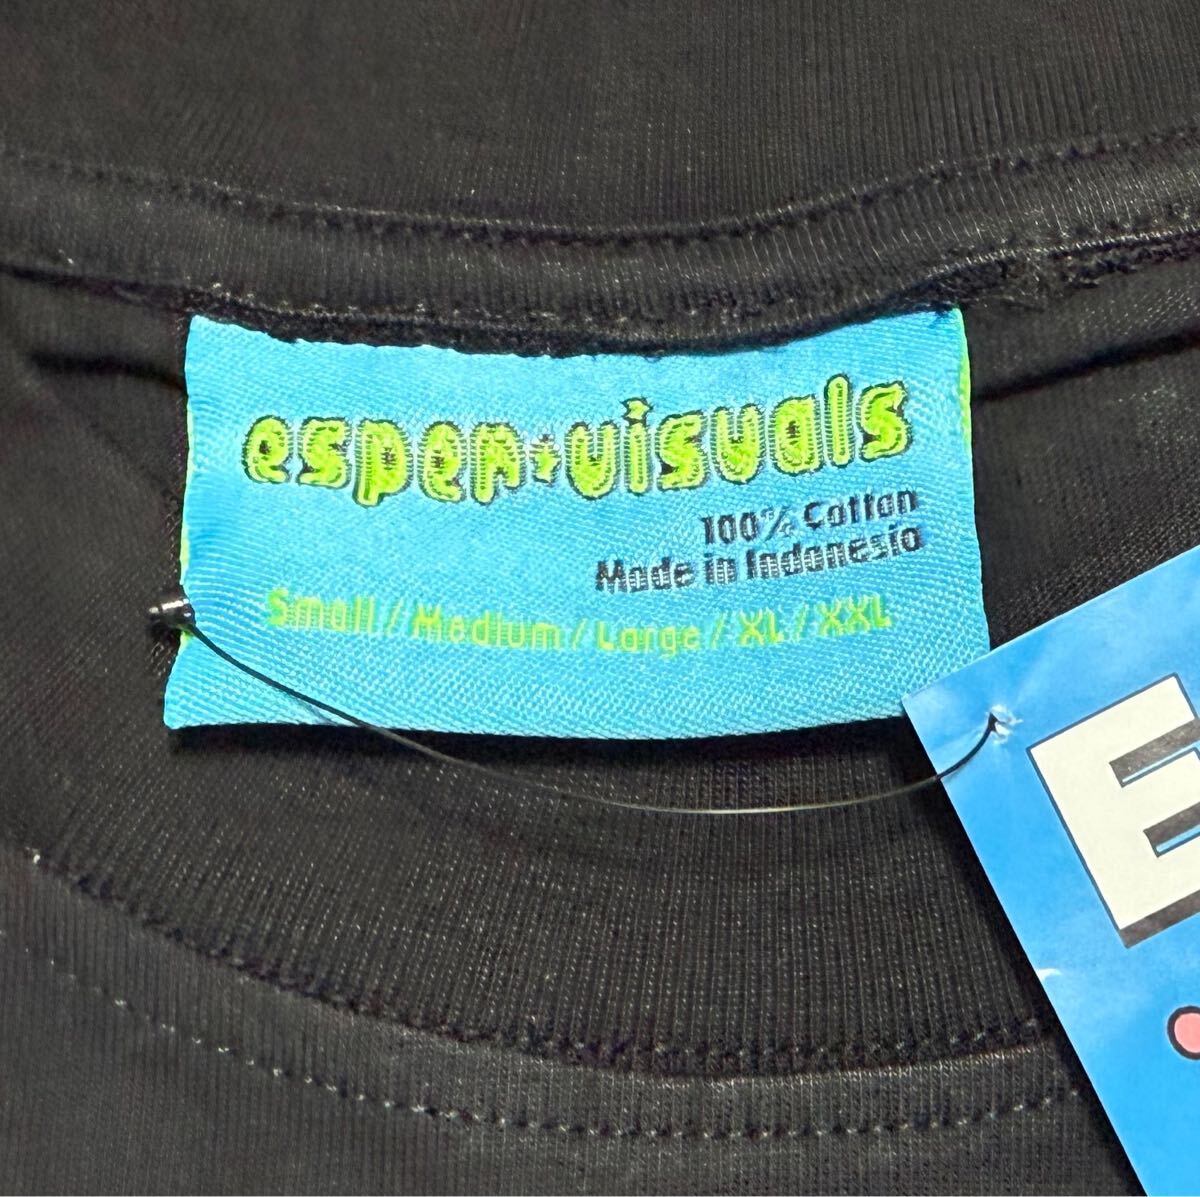 esper+visuals
100% Cotton
Made in Indonesia
Small / Medium / Large / XL / XXL
E